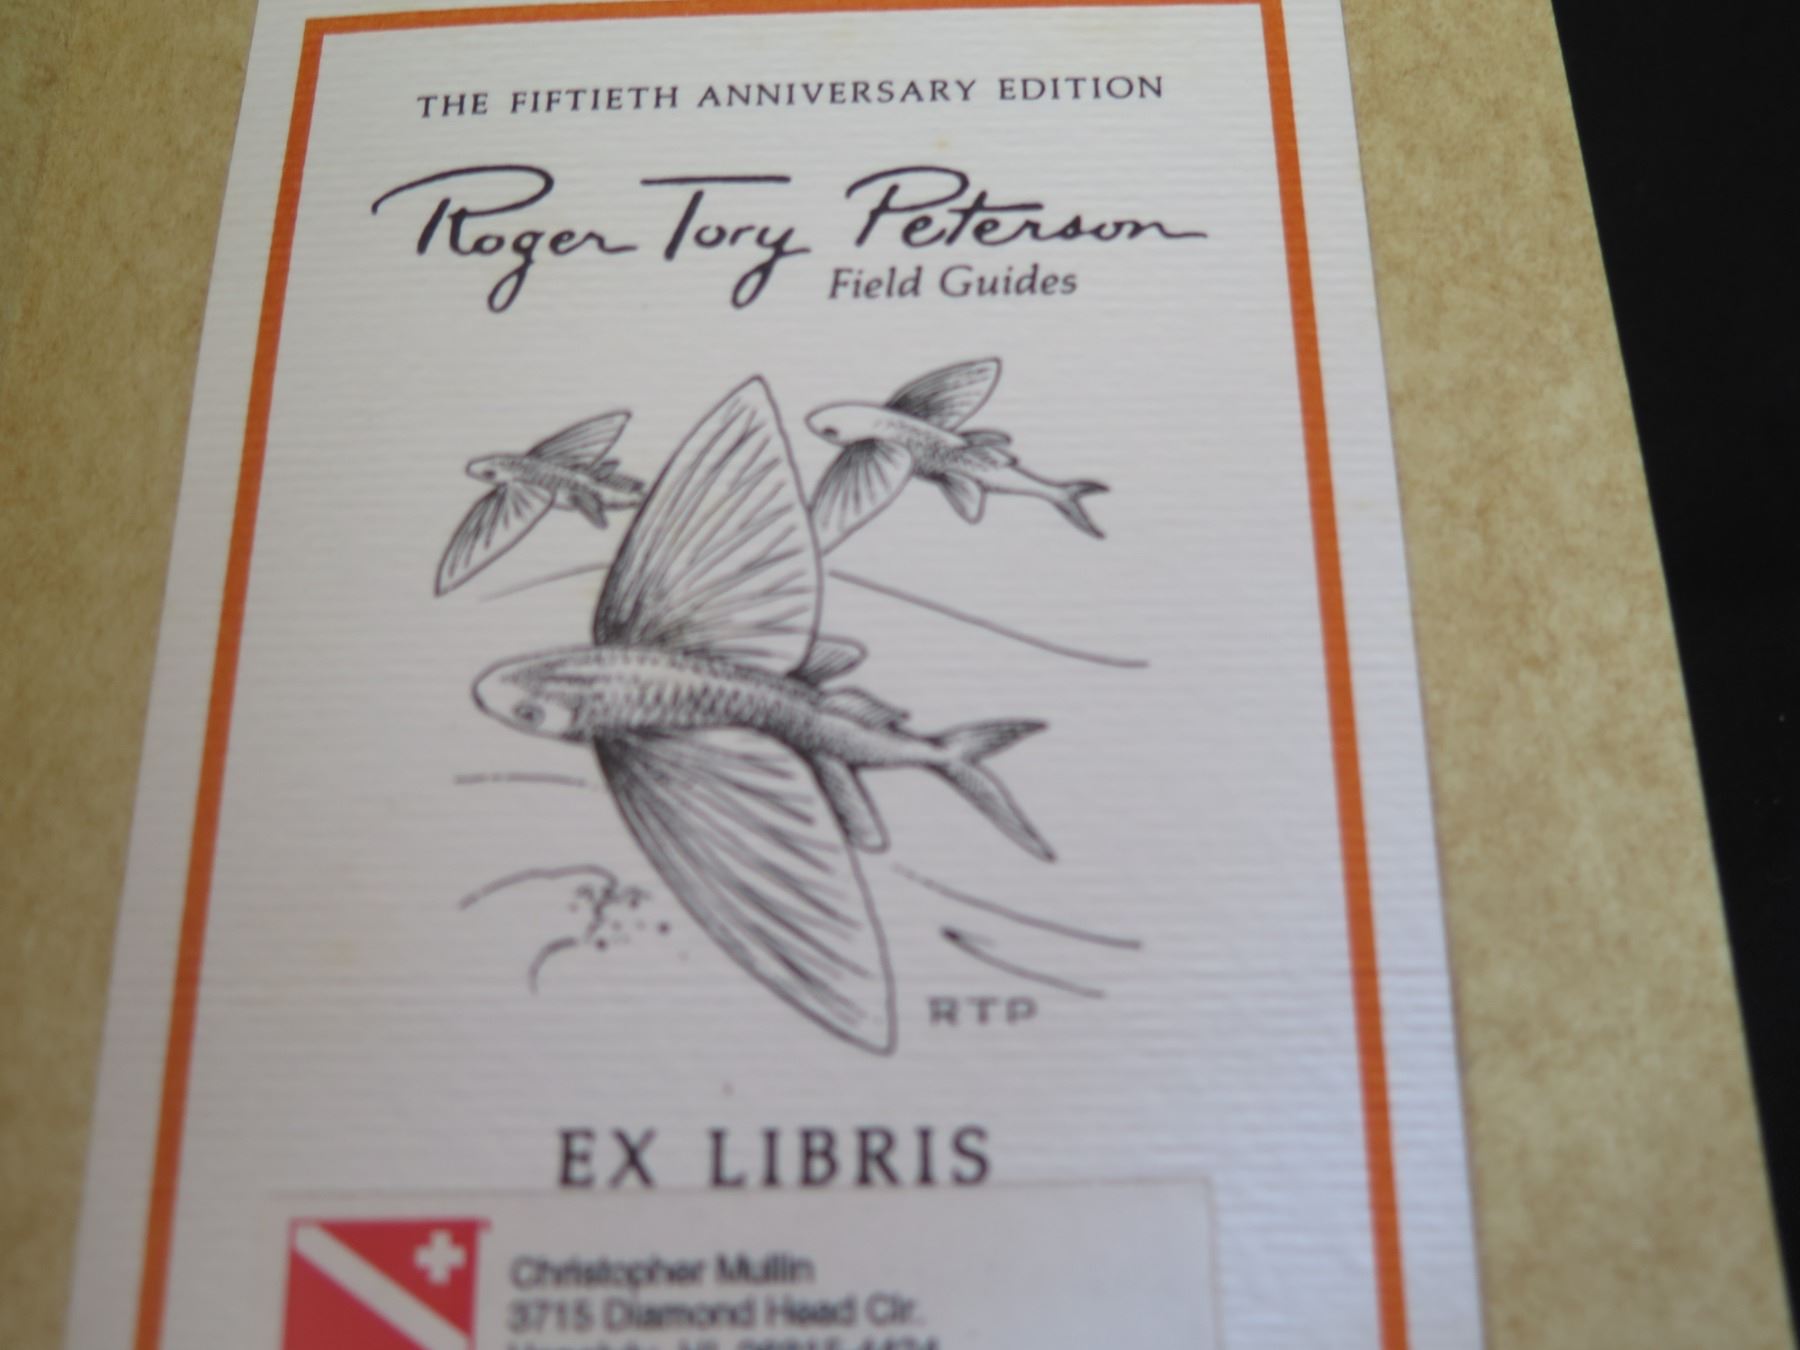 THE FIFTIETH ANNIVERSARY EDITION
Roger Tory Peterson
Field Guides
RTP
EX LIBRIS
Christopher Mullin
3715 Diamond Head Cir.